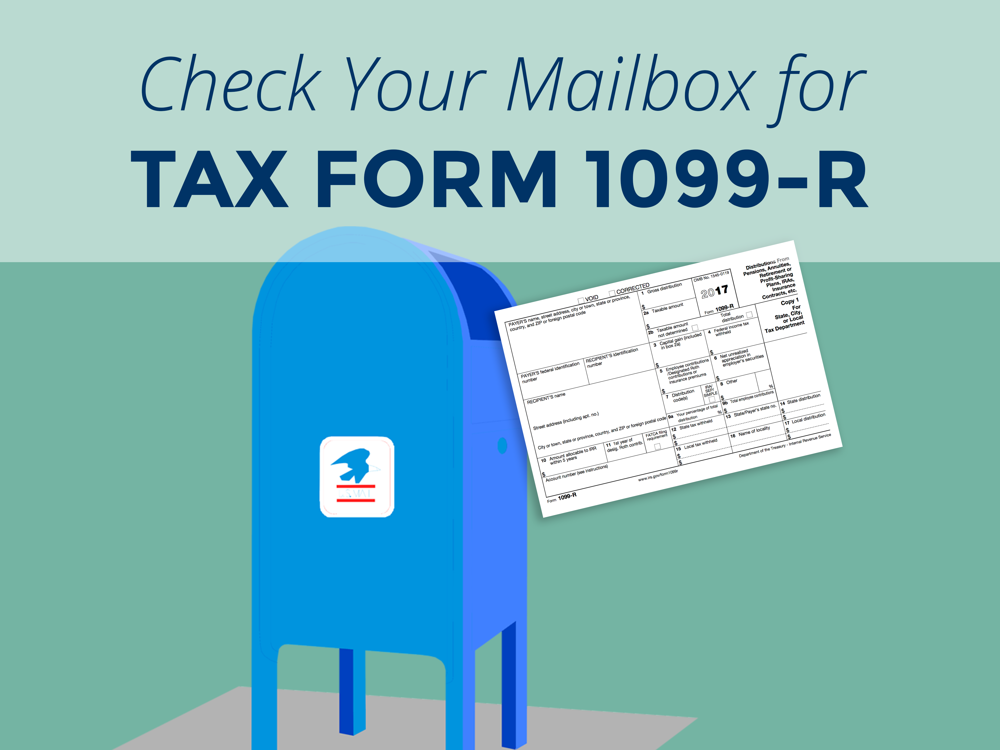 Check Your Mailbox for
TAX FORM 1099-R
VOID
CORRECTED
PAYER'S name, street address, city or town, state or province,
country, and ZIP or foreign postal code
1 Gross distribution
$
2a Taxable amount
$
OMB No. 1545-0119
2017
Form 1099-R
Distributions From
Pensions, Annuities,
Retirement or
Profit-Sharing
Plans, IRAs,
Insurance
Contracts, etc.
2b Taxable amount
not determined
Total
distribution
Copy 1
For
State, City,
or Local
Tax Department
PAYER'S federal identification
number
RECIPIENT'S identification
number
3 Capital gain (included
in box 2a)
$
4 Federal income tax
withheld
$
RECIPIENT'S name
5 Employee contributions
/Designated Roth
contributions or
insurance premiums
$
6 Net unrealized
appreciation in
employer's securities
$
Street address (including apt. no.)
7 Distribution
code(s)
IRA/
SEP/
SIMPLE
8 Other
$
%
City or town, state or province, country, and ZIP or foreign postal code
9a Your percentage of total
distribution %
9b Total employee contributions
$
10 Amount allocable to IRR
within 5 years
$
11 1st year of
desig. Roth contrib.
FATCA filing
requirement
12 State tax withheld
$
$
13 State/Payer's state no.
14 State distribution
$
$
Account number (see instructions)
15 Local tax withheld
$
$
16 Name of locality
17 Local distribution
$
$
Form 1099-R
www.irs.gov/form1099r
Department of the Treasury - Internal Revenue Service